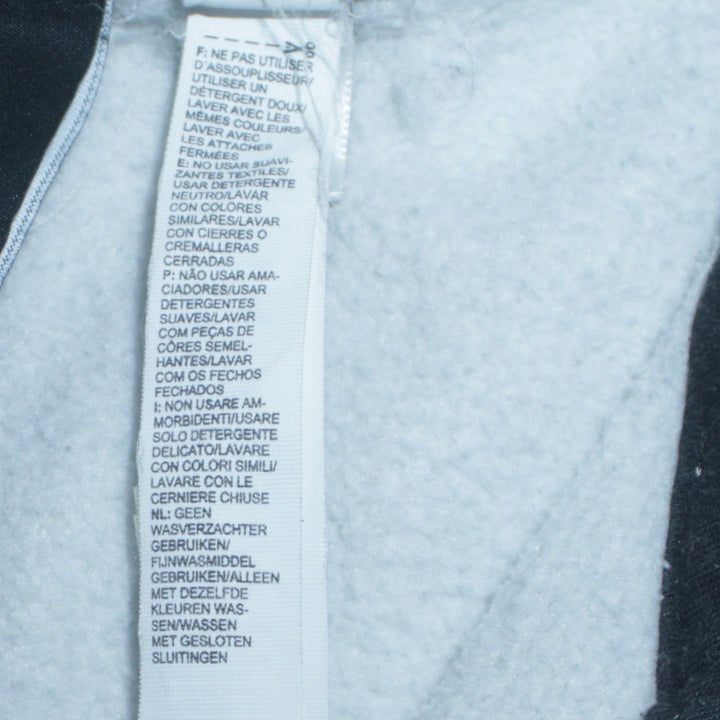 F: NE PAS UTILISER
D'ASSOUPLISSEUR/
UTILISER UN
DÉTERGENT DOUX/
LAVER AVEC LES
MÊMES COULEURS/
LAVER AVEC
LES ATTACHES
FERMÉES
E: NO USAR SUAVI-
ZANTES TEXTILES/
USAR DETERGENTE
NEUTRO/LAVAR
CON COLORES
SIMILARES/LAVAR
CON CIERRES O
CREMALLERAS
CERRADAS
P: NÃO USAR AMA-
CIADORES/USAR
DETERGENTES
SUAVES/LAVAR
COM PEÇAS DE
CÔRES SEMEL-
HANTES/LAVAR
COM OS FECHOS
FECHADOS
I: NON USARE AM-
MORBIDENTI/USARE
SOLO DETERGENTE
DELICATO/LAVARE
CON COLORI SIMILI/
LAVARE CON LE
CERNIERE CHIUSE
NL: GEEN
WASVERZACHTER
GEBRUIKEN/
FIJNWASMIDDEL
GEBRUIKEN/ALLEEN
MET DEZELFDE
KLEUREN WAS-
SEN/WASSEN
MET GESLOTEN
SLUITINGEN